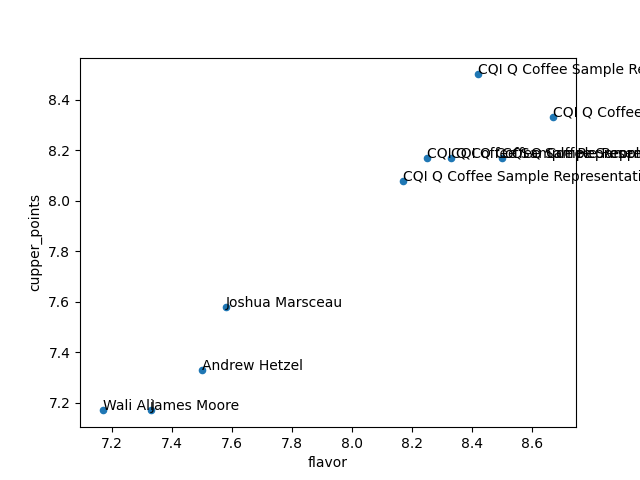 CQI Q Coffee Sample Re
CQI Q Coffee
CQI Q Coffee Sample Representati
Joshua Marsceau
Andrew Hetzel
Wali Al
James Moore
8.4
8.2
8.0
7.8
7.6
7.4
7.2
cupper_points
7.2
7.4
7.6
7.8
8.0
8.2
8.4
8.6
flavor